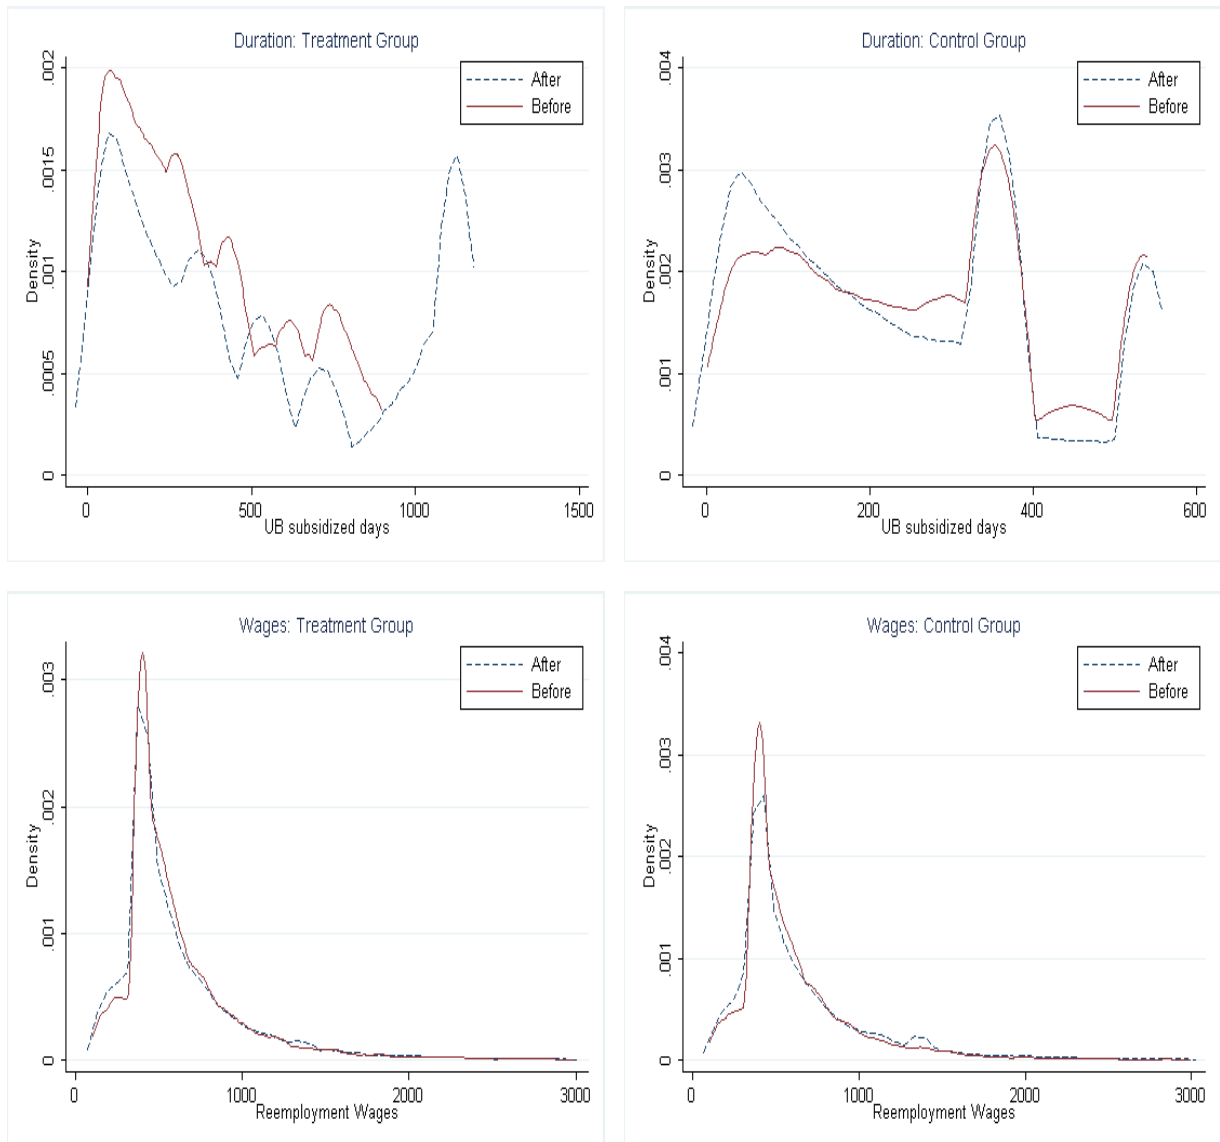 Duration: Treatment Group
After
Before
Density
.002
.0015
.001
.0005
0
0
500
1000
1500
UB subsidized days
Duration: Control Group
After
Before
Density
.004
.003
.002
.001
0
0
200
400
600
UB subsidized days
Wages: Treatment Group
After
Before
Density
.003
.002
.001
0
0
1000
2000
3000
Reemployment Wages
Wages: Control Group
After
Before
Density
.004
.003
.002
.001
0
0
1000
2000
3000
Reemployment Wages